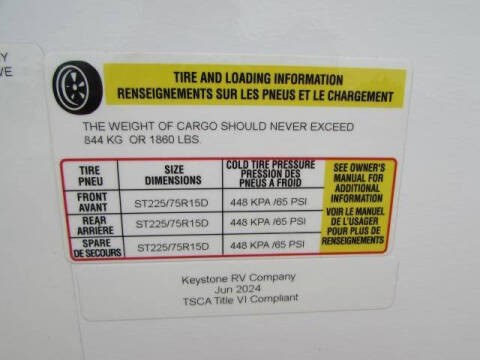 TIRE AND LOADING INFORMATION
RENSEIGNEMENTS SUR LES PNEUS ET LE CHARGEMENT
THE WEIGHT OF CARGO SHOULD NEVER EXCEED
844 KG OR 1860 LBS.
TIRE
PNEU
SIZE
DIMENSIONS
COLD TIRE PRESSURE
PRESSION DES
PNEUS A FROID
SEE OWNER'S
MANUAL FOR
ADDITIONAL
INFORMATION
VOIR LE MANUEL
DE L'USAGER
POUR PLUS DE
RENSEIGNEMENTS
FRONT
AVANT
ST225/75R15D
448 KPA /65 PSI
REAR
ARRIÈRE
ST225/75R15D
448 KPA /65 PSI
SPARE
DE SECOURS
ST225/75R15D
448 KPA /65 PSI
Keystone RV Company
Jun 2024
TSCA Title VI Compliant